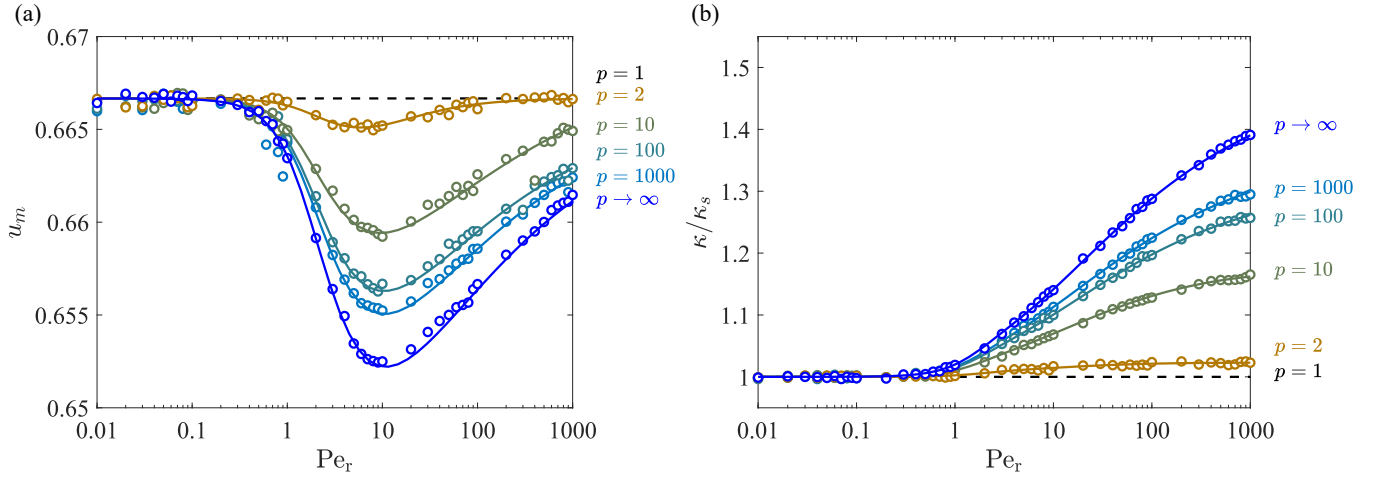 (a)
0.67
0.665
0.66
0.655
0.65
u_m
0.01
0.1
1
10
100
1000
Pe_r
p = 1
p = 2
p = 10
p = 100
p = 1000
p → ∞
(b)
1.5
1.4
1.3
1.2
1.1
1
κ/κ_s
0.01
0.1
1
10
100
1000
Pe_r
p → ∞
p = 1000
p = 100
p = 10
p = 2
p = 1